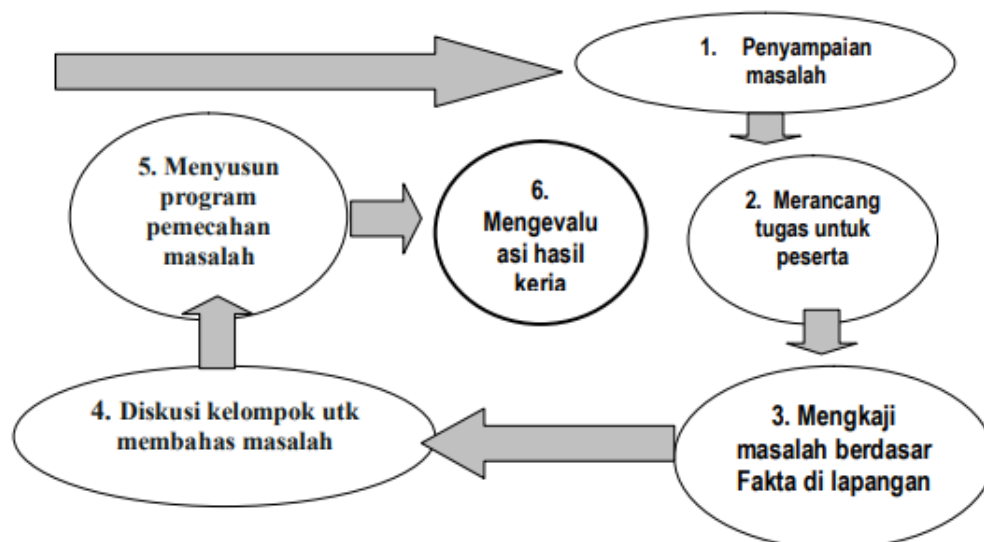 1. Penyampaian
masalah
2. Merancang
tugas untuk
peserta
3. Mengkaji
masalah berdasar
Fakta di lapangan
4. Diskusi kelompok utk
membahas masalah
5. Menyusun
program
pemecahan
masalah
6.
Mengevalu
asi hasil
kerja